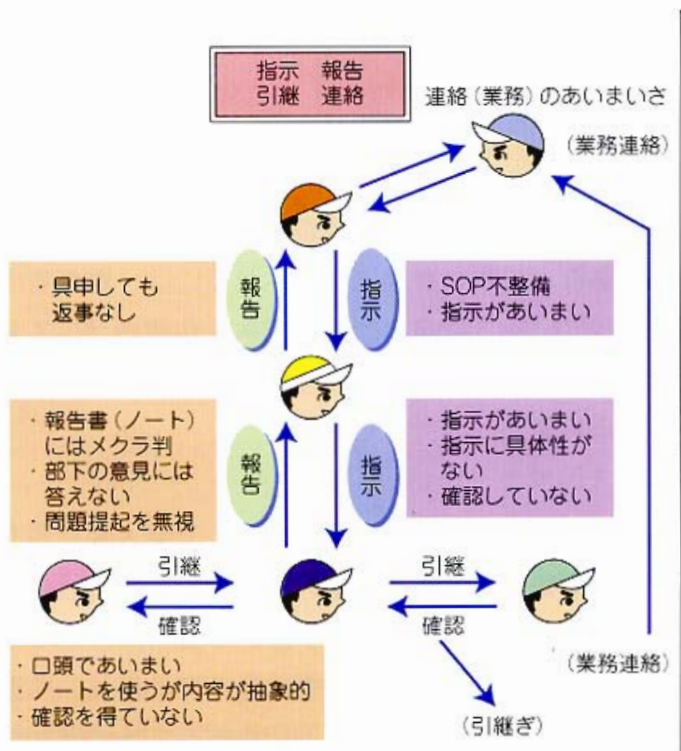 指示 報告
引継 連絡
連絡（業務）のあいまいさ
（業務連絡）
・具申しても
返事なし
報告
指示
・SOP不整備
・指示があいまい
・報告書（ノート）
にはメクラ判
・部下の意見には
答えない
・問題提起を無視
報告
指示
・指示があいまい
・指示に具体性が
ない
・確認していない
引継
確認
引継
確認
・口頭であいまい
・ノートを使うが内容が抽象的
・確認を得ていない
（業務連絡）
（引継ぎ）